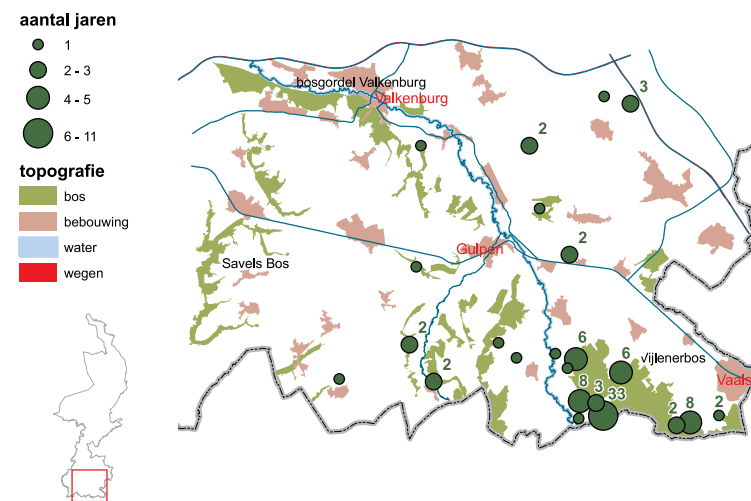 aantal jaren
1
2 - 3
4 - 5
6 - 11
topografie
bos
bebouwing
water
wegen
bosgordel Valkenburg
Valkenburg
3
2
2
Gulpen
Savels Bos
2
2
6
6
Vijlenerbos
Vaals
8
3
33
2
8
2